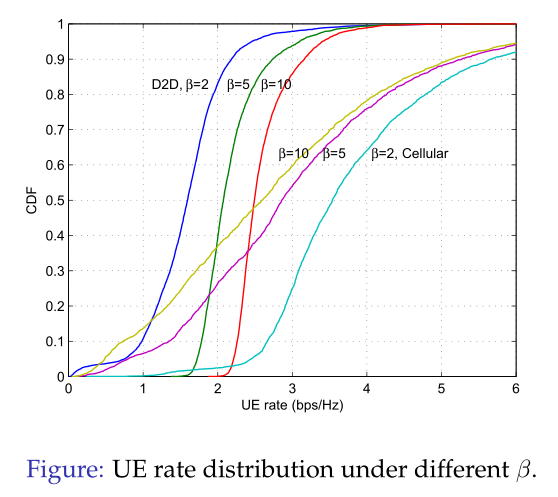 1
0.9
D2D, β=2 β=5 β=10
0.8
0.7
β=10 β=5 β=2, Cellular
0.6
0.5
CDF
0.4
0.3
0.2
0.1
0
0 1 2 3 4 5 6
UE rate (bps/Hz)
Figure: UE rate distribution under different β.